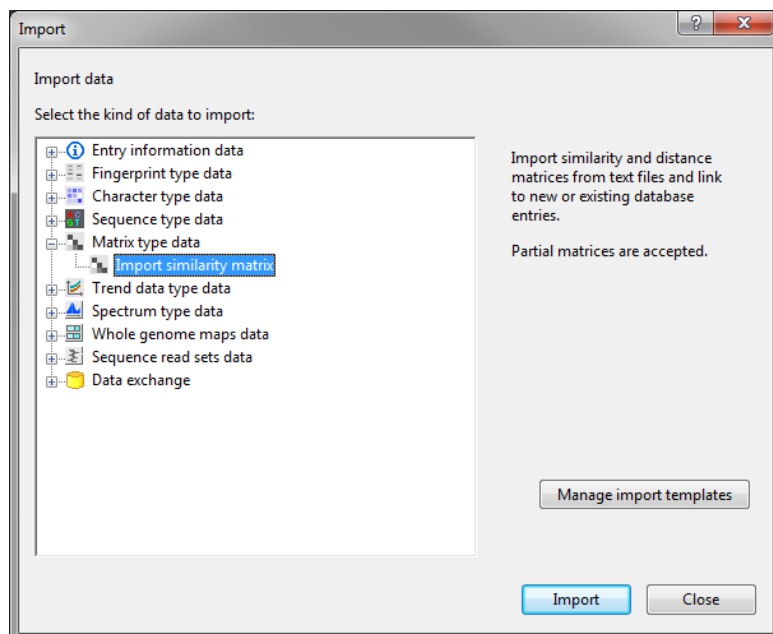 Import
Import data
Select the kind of data to import:
Entry information data
Fingerprint type data
Character type data
Sequence type data
Matrix type data
Import similarity matrix
Trend data type data
Spectrum type data
Whole genome maps data
Sequence read sets data
Data exchange
Import similarity and distance
matrices from text files and link
to new or existing database
entries.
Partial matrices are accepted.
Manage import templates
Import
Close